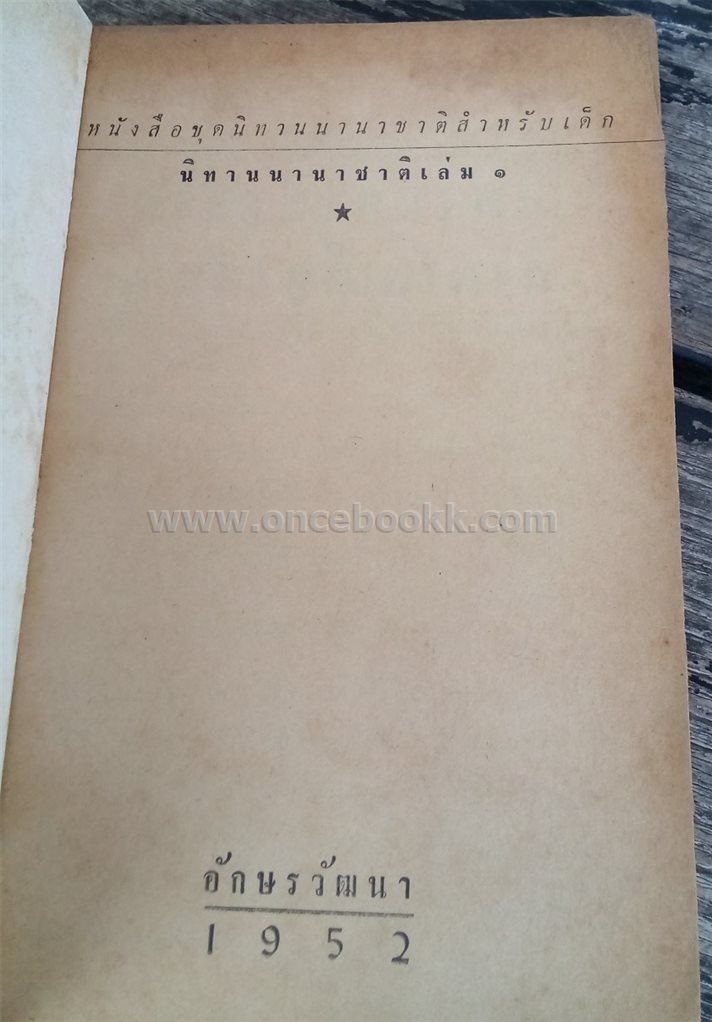 หนังสือชุดนิทานนานาชาติสำหรับเด็ก
นิทานนานาชาติเล่ม ๑
www.oncebookk.com
อักษรวัฒนา
1952